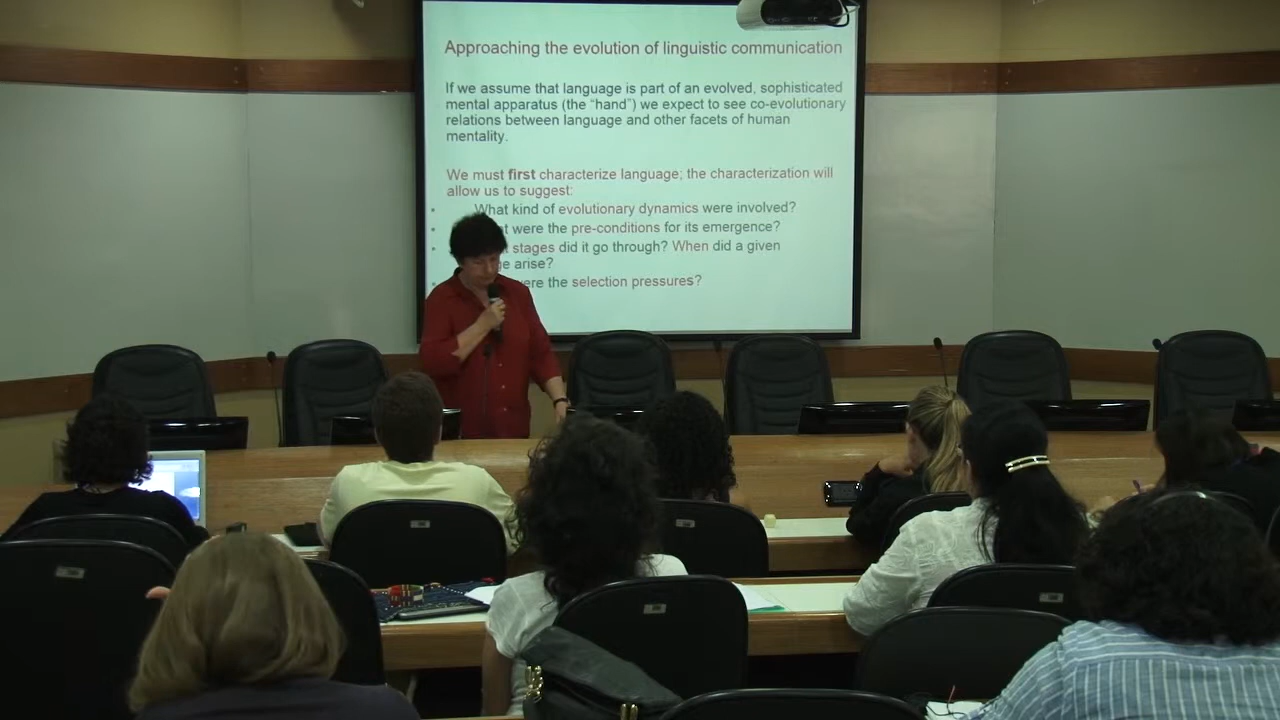 Approaching the evolution of linguistic communication
If we assume that language is part of an evolved, sophisticated
mental apparatus (the “hand”) we expect to see co-evolutionary
relations between language and other facets of human
mentality.
We must first characterize language; the characterization will
allow us to suggest:
What kind of evolutionary dynamics were involved?
were the pre-conditions for its emergence?
stages did it go through? When did a given
arise?
the selection pressures?